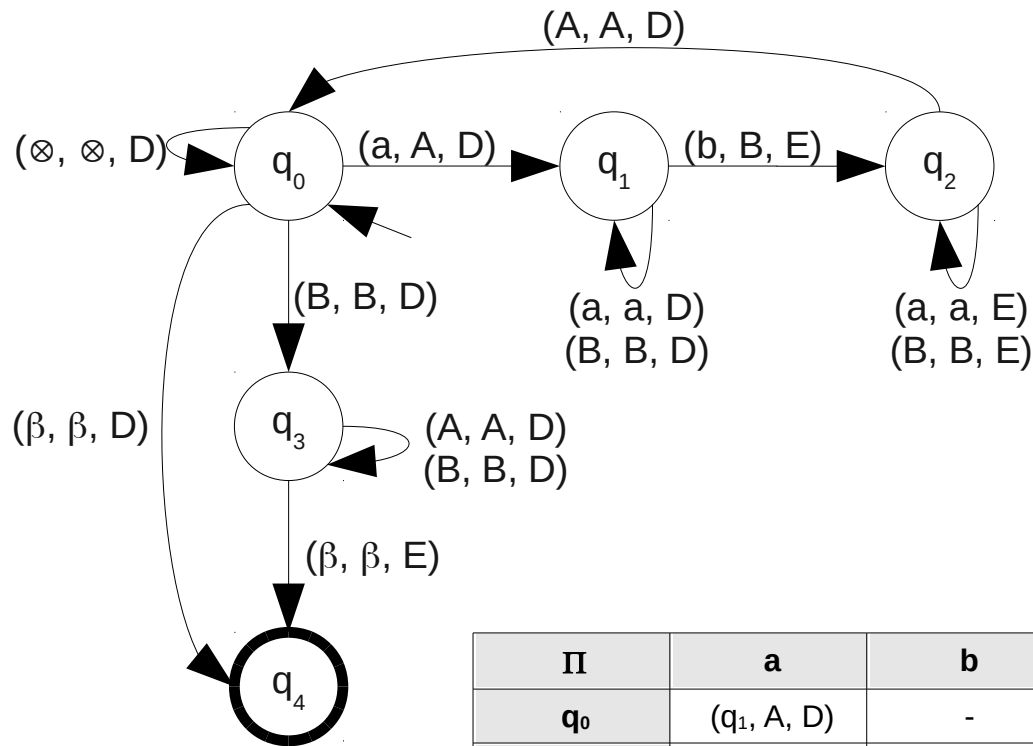 (A, A, D)
(⊗, ⊗, D)
q₀
(a, A, D)
q₁
(b, B, E)
q₂
(B, B, D)
(a, a, D)
(B, B, D)
(a, a, E)
(B, B, E)
(β, β, D)
q₃
(A, A, D)
(B, B, D)
(β, β, E)
q₄
Π a b
q₀ (q₁, A, D) -